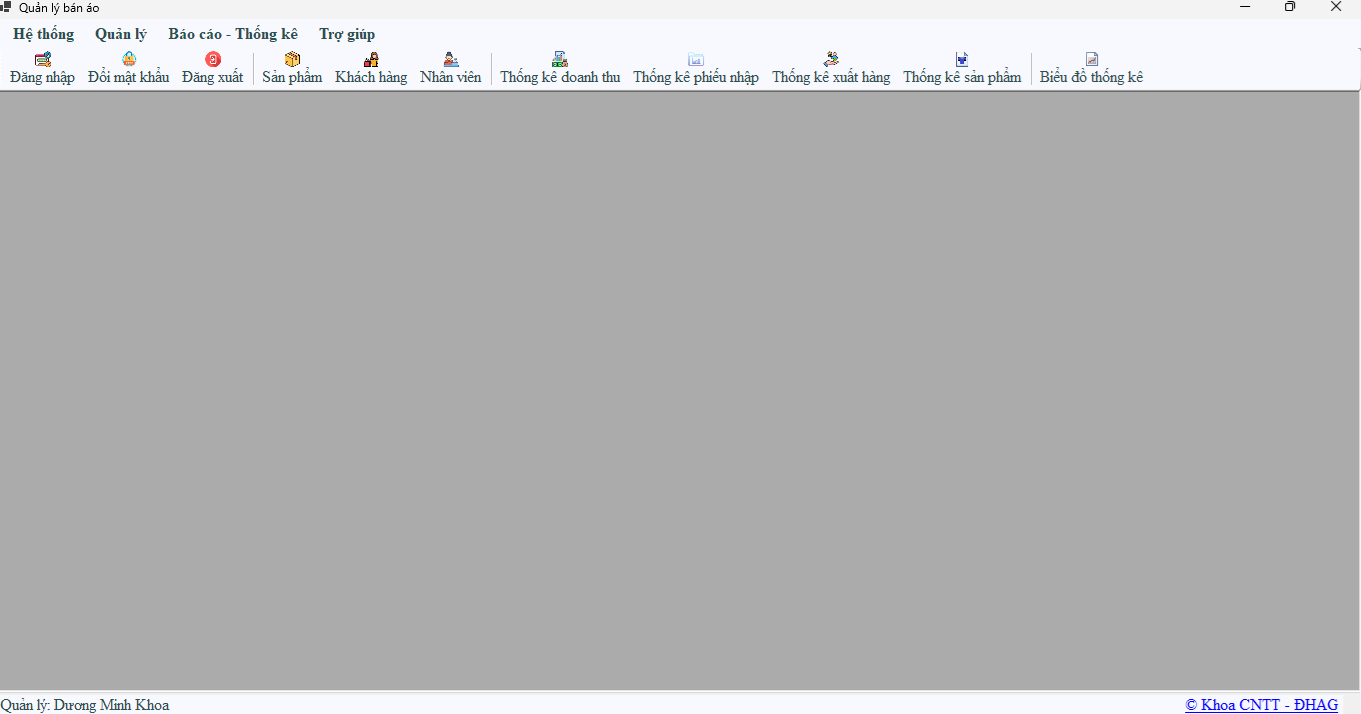 Quản lý bán áo
Hệ thống Quản lý Báo cáo - Thống kê Trợ giúp
Đăng nhập Đổi mật khẩu Đăng xuất Sản phẩm Khách hàng Nhân viên Thống kê doanh thu Thống kê phiếu nhập Thống kê xuất hàng Thống kê sản phẩm Biểu đồ thống kê
Quản lý: Dương Minh Khoa © Khoa CNTT - ĐHAG